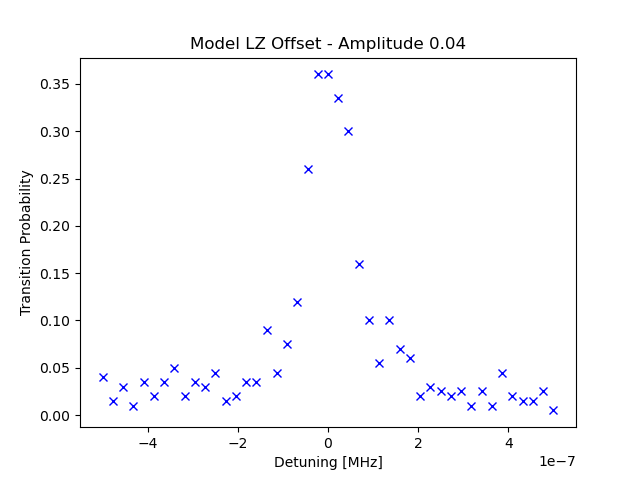 Model LZ Offset - Amplitude 0.04
Transition Probability
0.35
0.30
0.25
0.20
0.15
0.10
0.05
0.00
−4 −2 0 2 4
1e−7
Detuning [MHz]